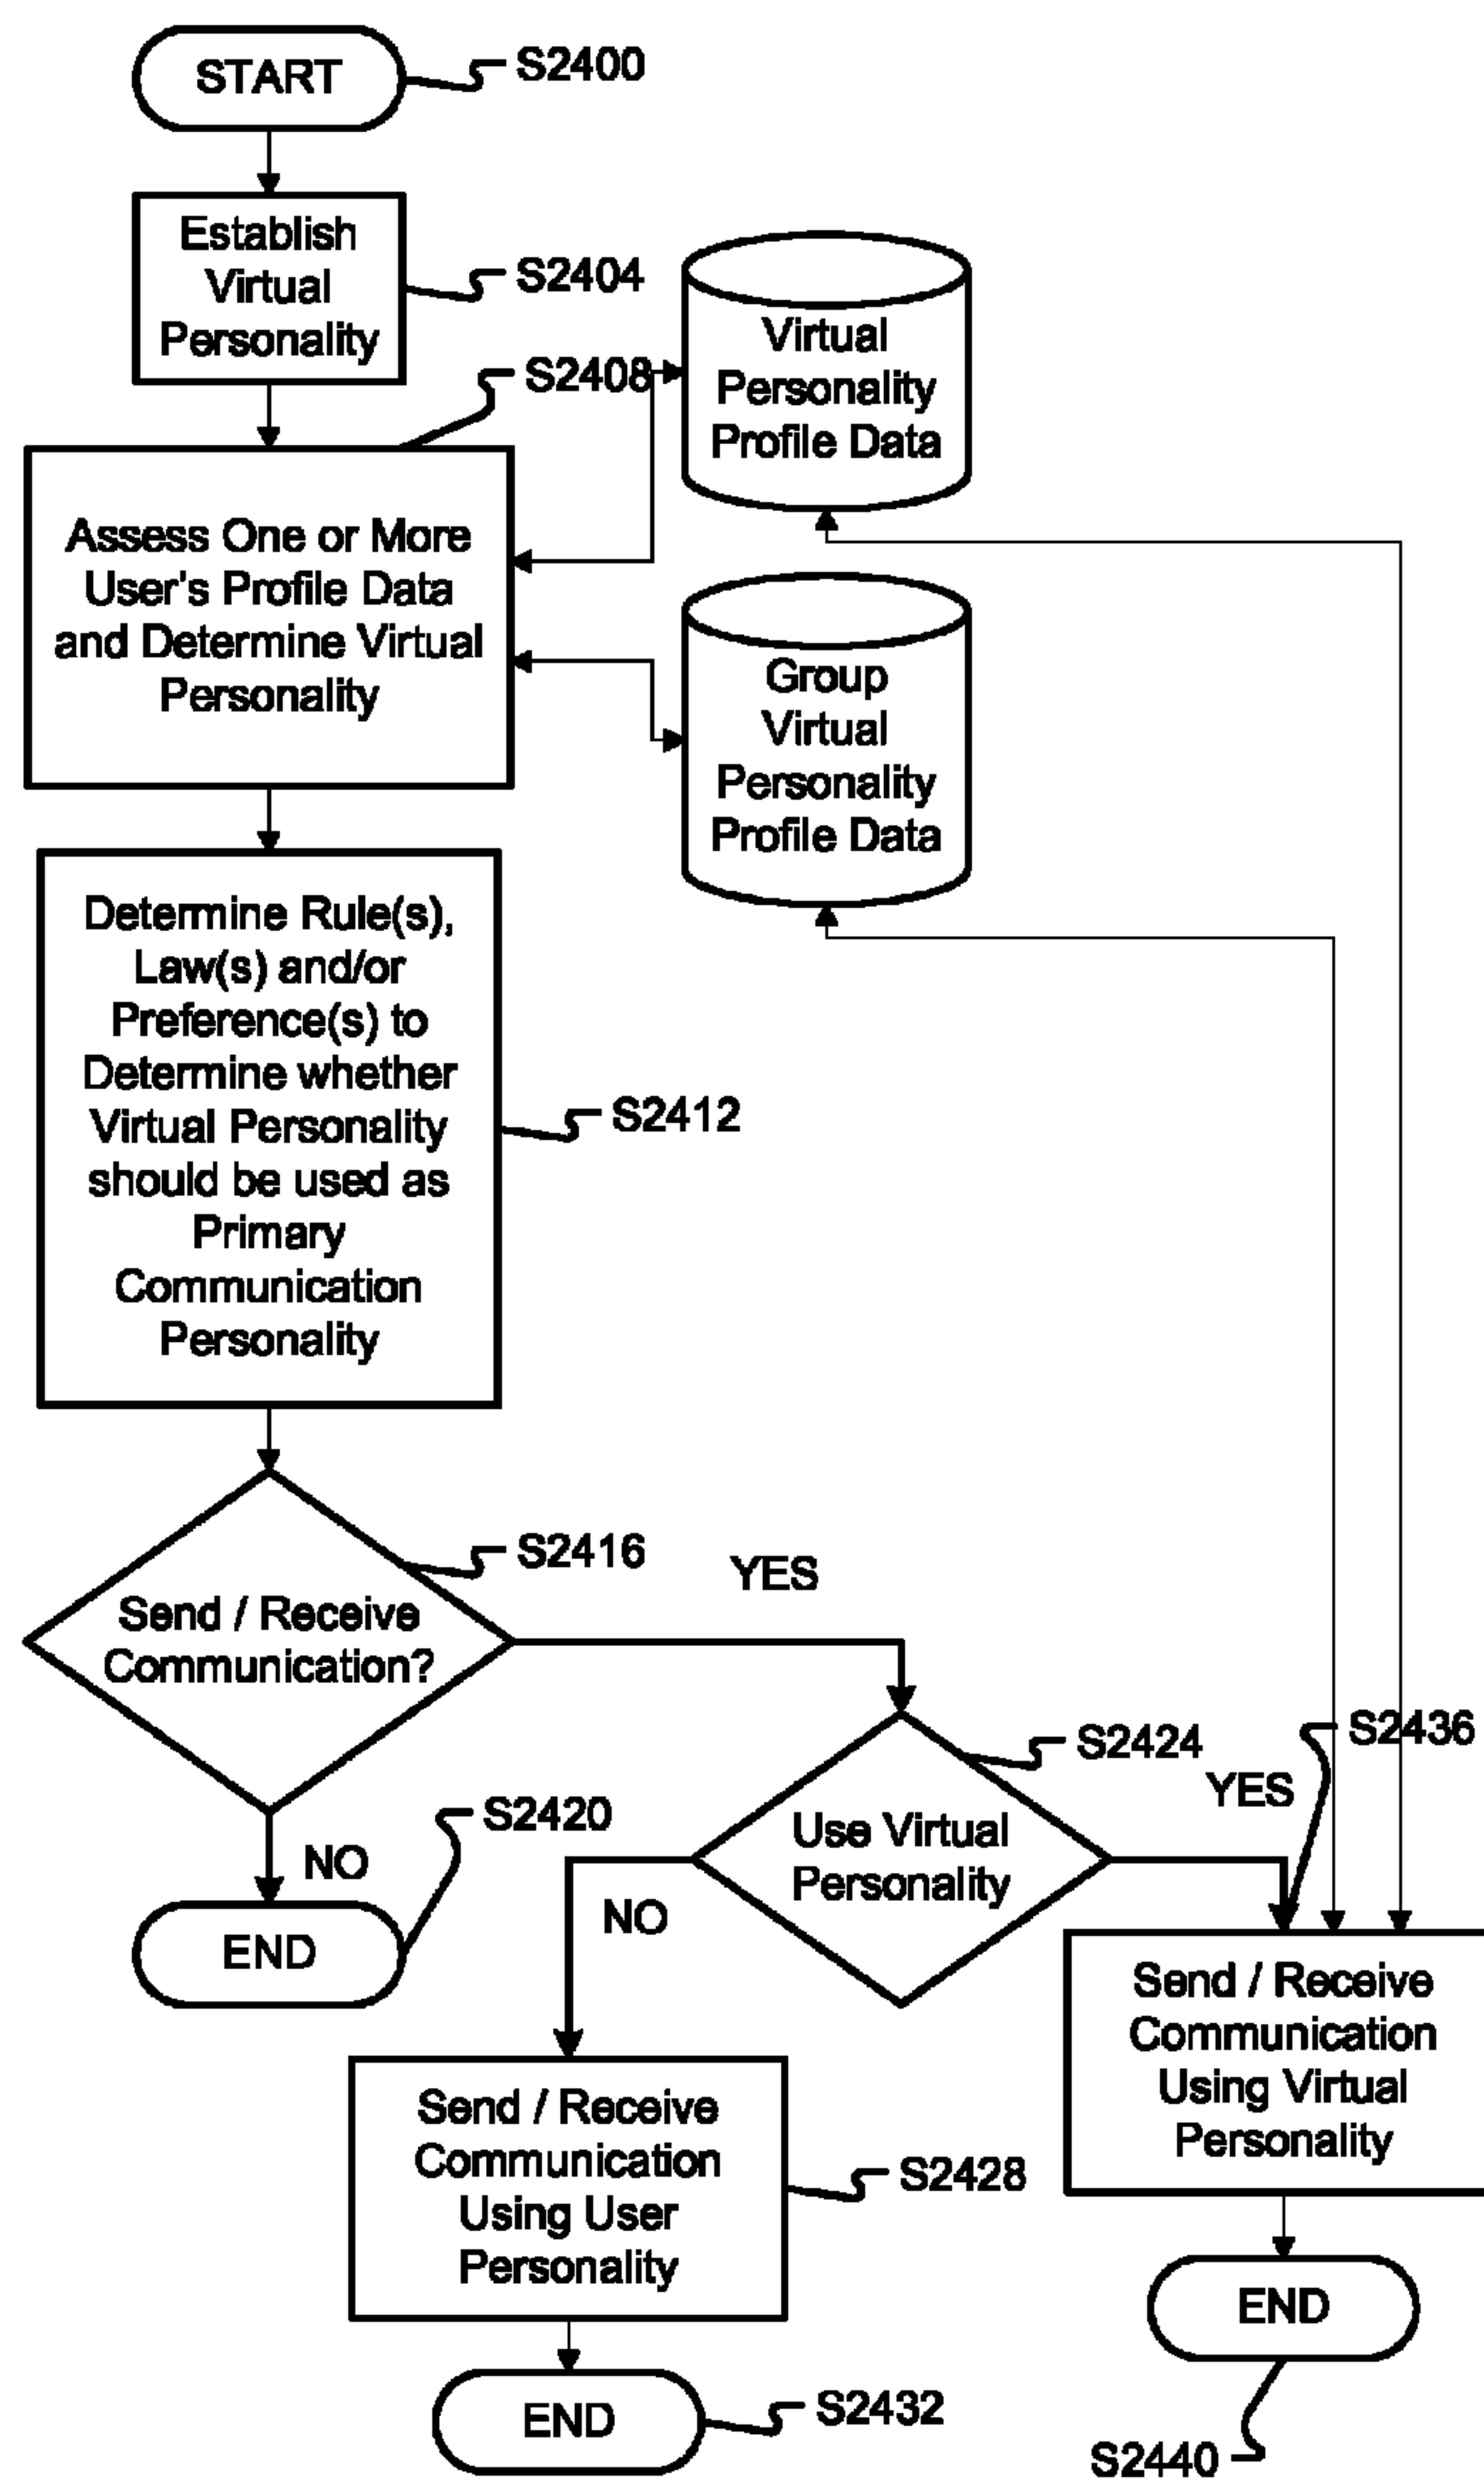 START
S2400
Establish
Virtual
Personality
S2404
S2408
Virtual
Personality
Profile Data
Assess One or More
User's Profile Data
and Determine Virtual
Personality
Group
Virtual
Personality
Profile Data
Determine Rule(s),
Law(s) and/or
Preference(s) to
Determine whether
Virtual Personality
should be used as
Primary
Communication
Personality
S2412
Send / Receive
Communication?
S2416
YES
NO
END
S2420
Use Virtual
Personality
S2424
YES
S2436
NO
Send / Receive
Communication
Using Virtual
Personality
Send / Receive
Communication
Using User
Personality
S2428
END
S2432
END
S2440